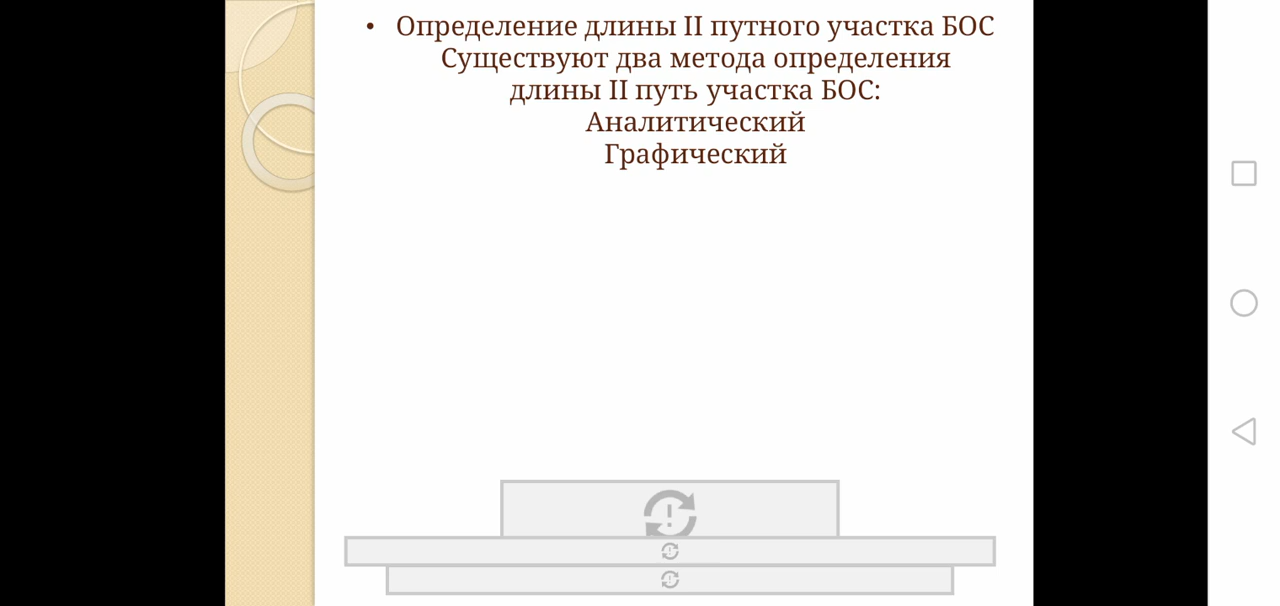 • Определение длины II путного участка БОС
Существуют два метода определения
длины II путь участка БОС:
Аналитический
Графический